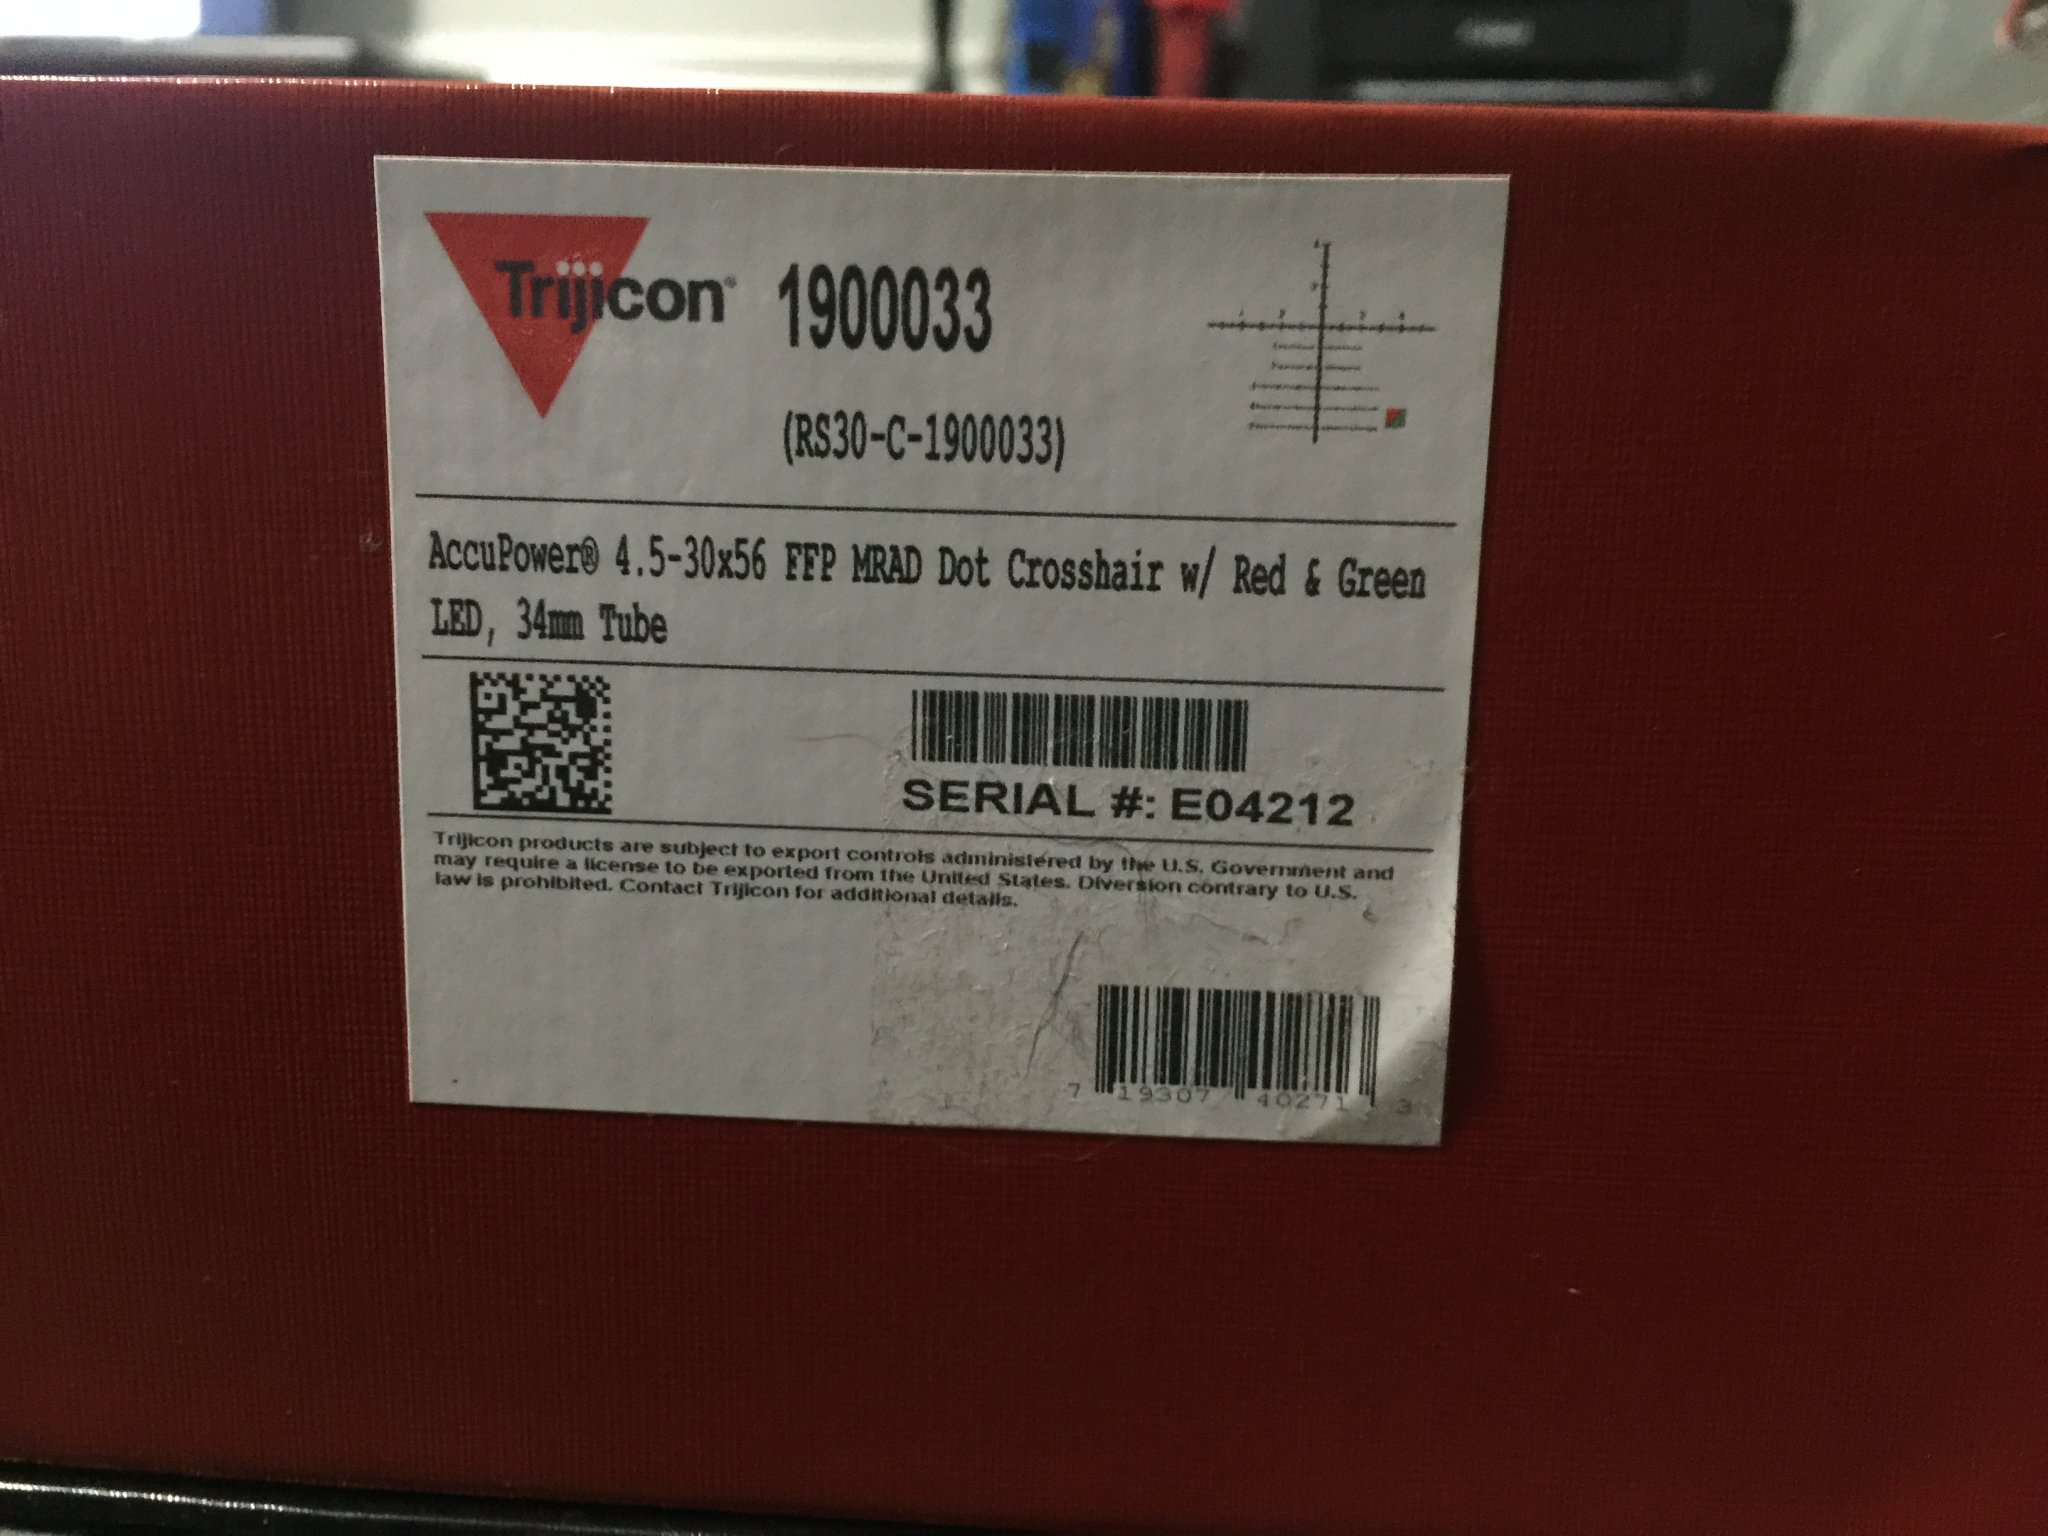 Trijicon®
1900033
(RS30-C-1900033)
AccuPower® 4.5-30x56 FFP MRAD Dot Crosshair w/ Red & Green
LED, 34mm Tube
SERIAL #: E04212
Trijicon products are subject to export controls administered by the U.S. Government and
may require a license to be exported from the United States. Diversion contrary to U.S.
law is prohibited. Contact Trijicon for additional details.
7 19307 40271 3